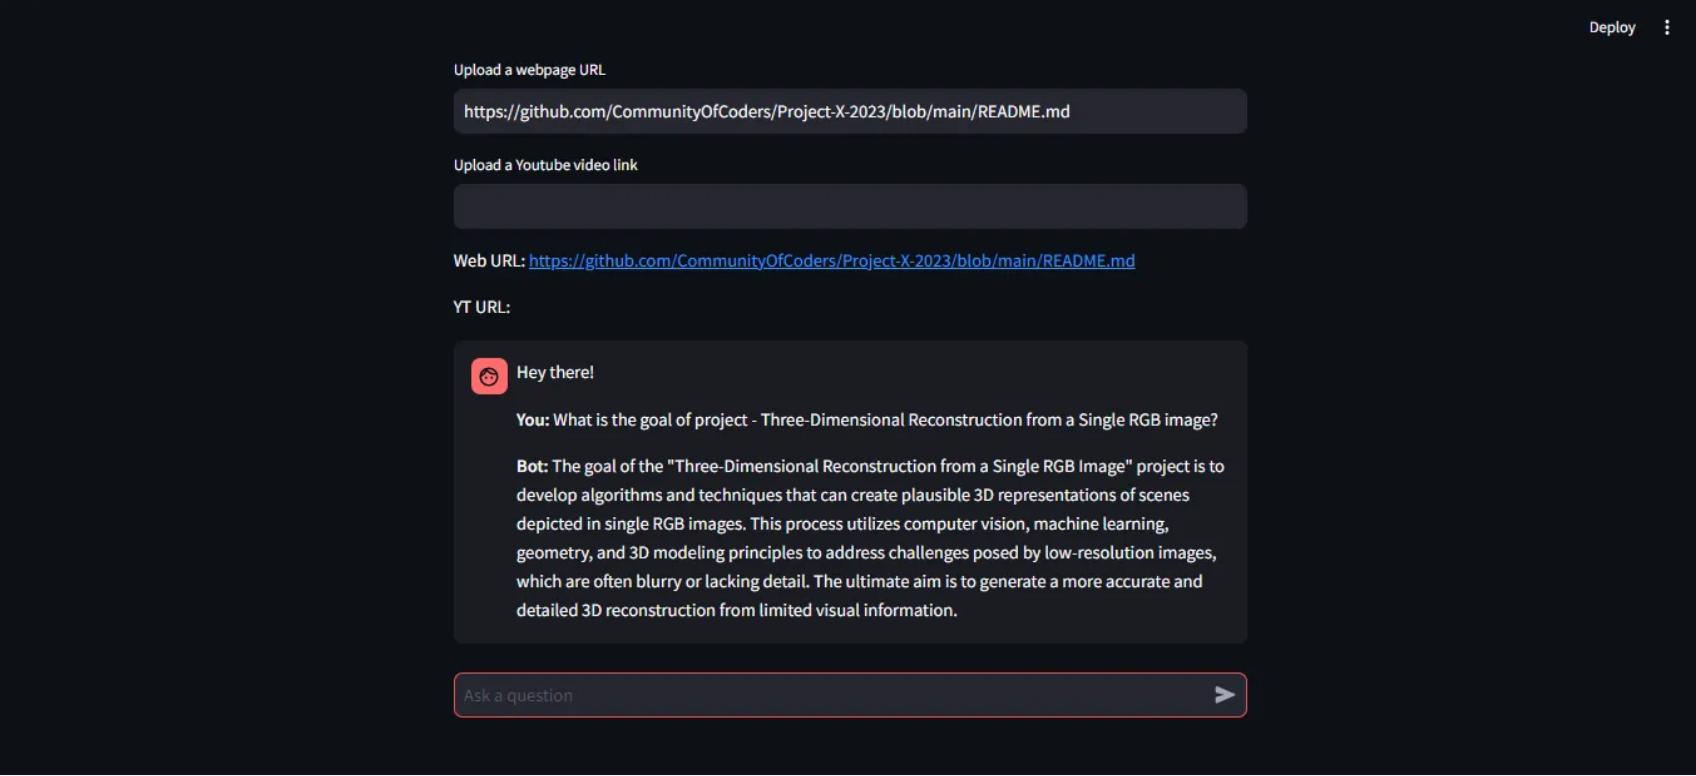 Deploy
Upload a webpage URL
https://github.com/CommunityOfCoders/Project-X-2023/blob/main/README.md
Upload a Youtube video link
Web URL: https://github.com/CommunityOfCoders/Project-X-2023/blob/main/README.md
YT URL:
Hey there!
You: What is the goal of project - Three-Dimensional Reconstruction from a Single RGB image?
Bot: The goal of the "Three-Dimensional Reconstruction from a Single RGB Image" project is to
develop algorithms and techniques that can create plausible 3D representations of scenes
depicted in single RGB images. This process utilizes computer vision, machine learning,
geometry, and 3D modeling principles to address challenges posed by low-resolution images,
which are often blurry or lacking detail. The ultimate aim is to generate a more accurate and
detailed 3D reconstruction from limited visual information.
Ask a question